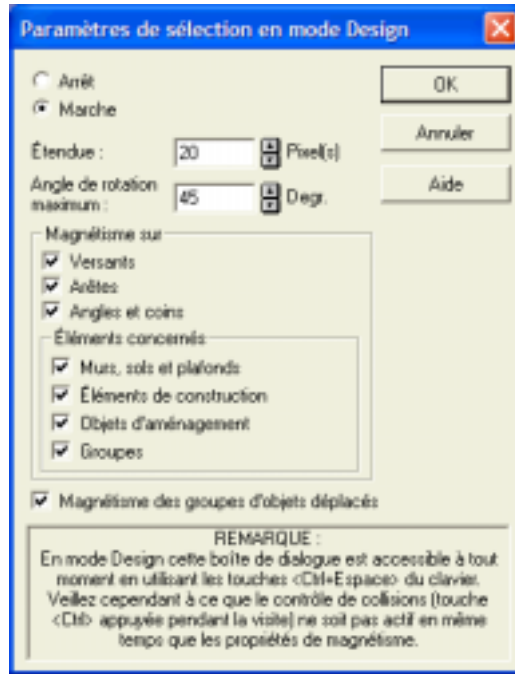 Paramètres de sélection en mode Design
Arrêt
OK
Marche
Annuler
Étendue :
20
Pixel(s)
Angle de rotation
maximum :
45
Degr.
Aide
Magnétisme sur
Versants
Arêtes
Angles et coins
Éléments concernés
Murs, sols et plafonds
Éléments de construction
Objets d'aménagement
Groupes
Magnétisme des groupes d'objets déplacés
REMARQUE :
En mode Design cette boîte de dialogue est accessible à tout
moment en utilisant les touches <Ctrl+Espace> du clavier.
Veillez cependant à ce que le contrôle de collisions (touche
<Ctrl> appuyée pendant la visite) ne soit pas actif en même
temps que les propriétés de magnétisme.